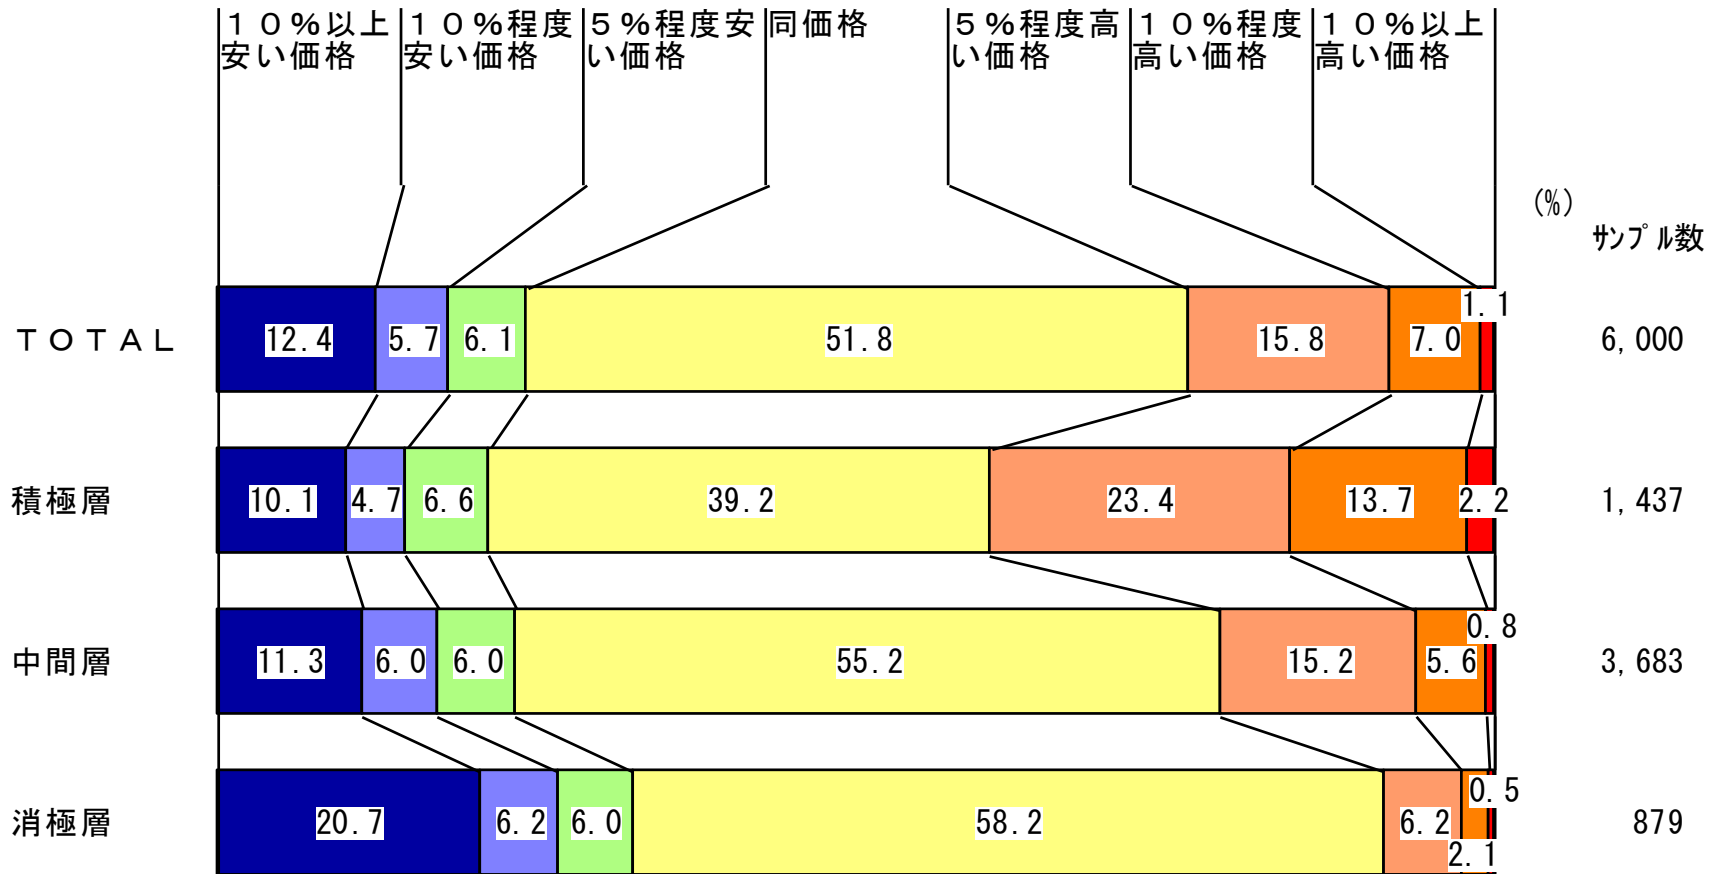 １０％以上安い価格
１０％程度安い価格
５％程度安い価格
同価格
５％程度高い価格
１０％程度高い価格
１０％以上高い価格
(%)
ｻﾝﾌﾟﾙ数
ＴＯＴＡＬ 12.4 5.7 6.1 51.8 15.8 7.0 1.1 6,000
積極層 10.1 4.7 6.6 39.2 23.4 13.7 2.2 1,437
中間層 11.3 6.0 6.0 55.2 15.2 5.6 0.8 3,683
消極層 20.7 6.2 6.0 58.2 6.2 2.1 0.5 879